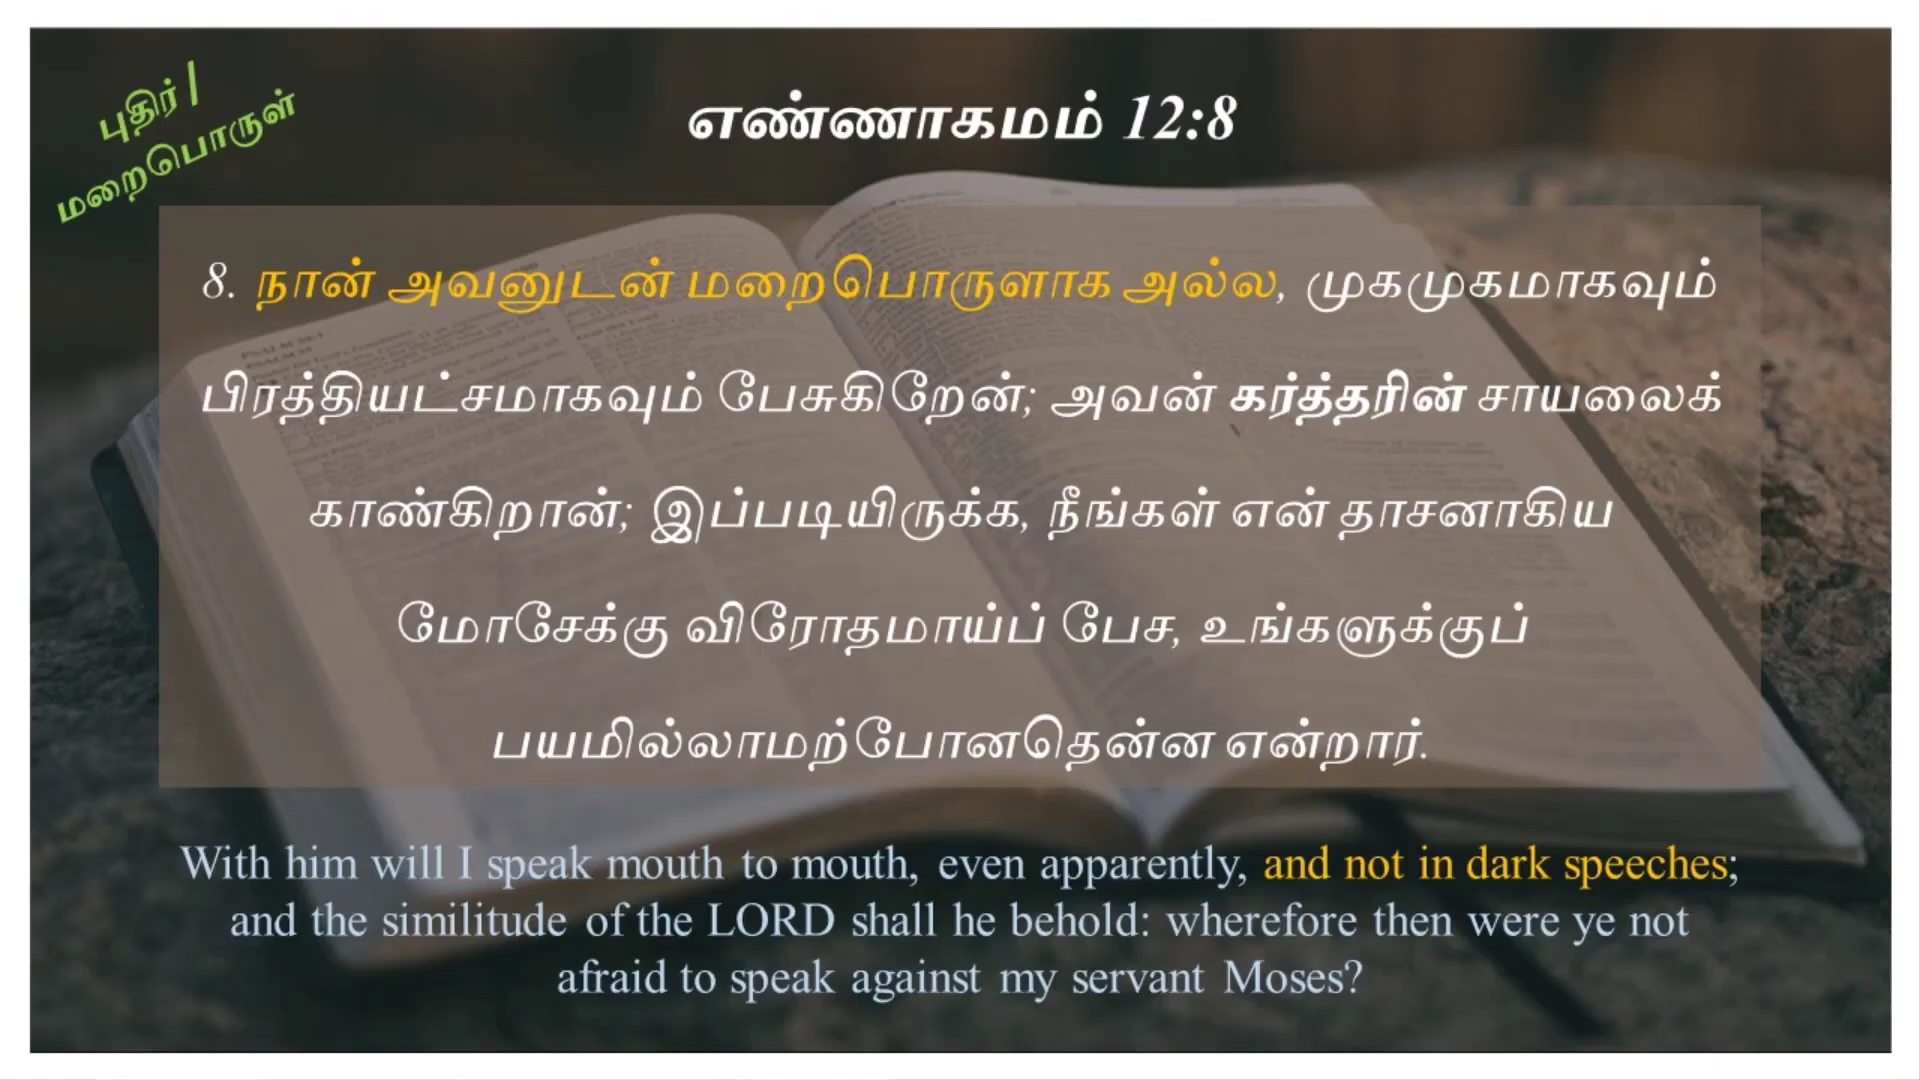 புதிர் /
மறைபொருள்
எண்ணாகமம் 12:8
8. நான் அவனுடன் மறைபொருளாக அல்ல, முகமுகமாகவும்
பிரத்தியட்சமாகவும் பேசுகிறேன்; அவன் கர்த்தரின் சாயலைக்
காண்கிறான்; இப்படியிருக்க, நீங்கள் என் தாசனாகிய
மோசேக்கு விரோதமாய்ப் பேச, உங்களுக்குப்
பயமில்லாமற்போனதென்ன என்றார்.
With him will I speak mouth to mouth, even apparently, and not in dark speeches;
and the similitude of the LORD shall he behold: wherefore then were ye not
afraid to speak against my servant Moses?